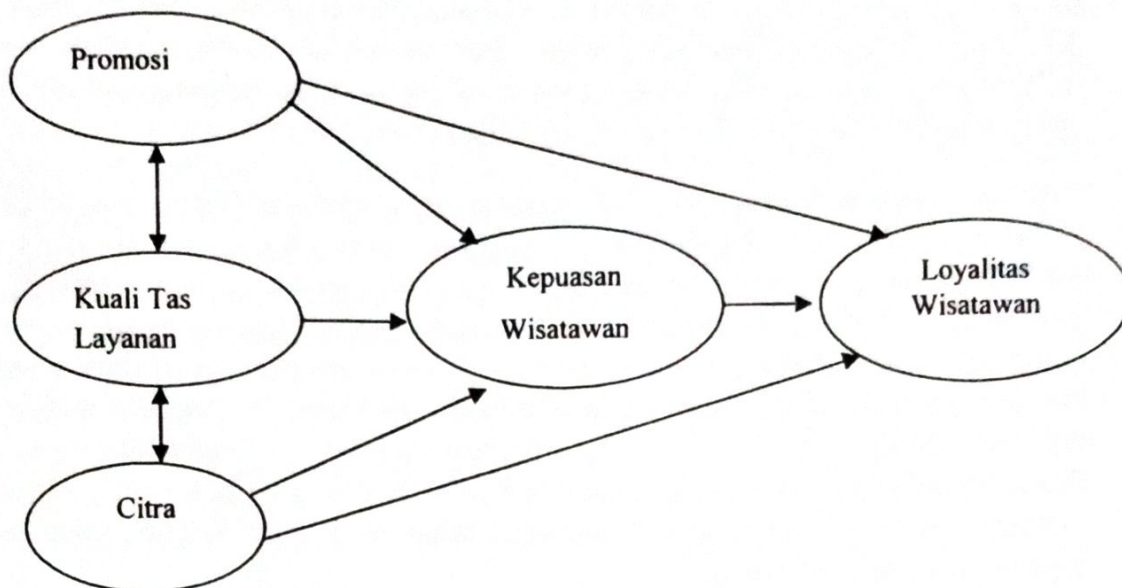 Promosi
Kuali Tas
Layanan
Kepuasan
Wisatawan
Loyalitas
Wisatawan
Citra